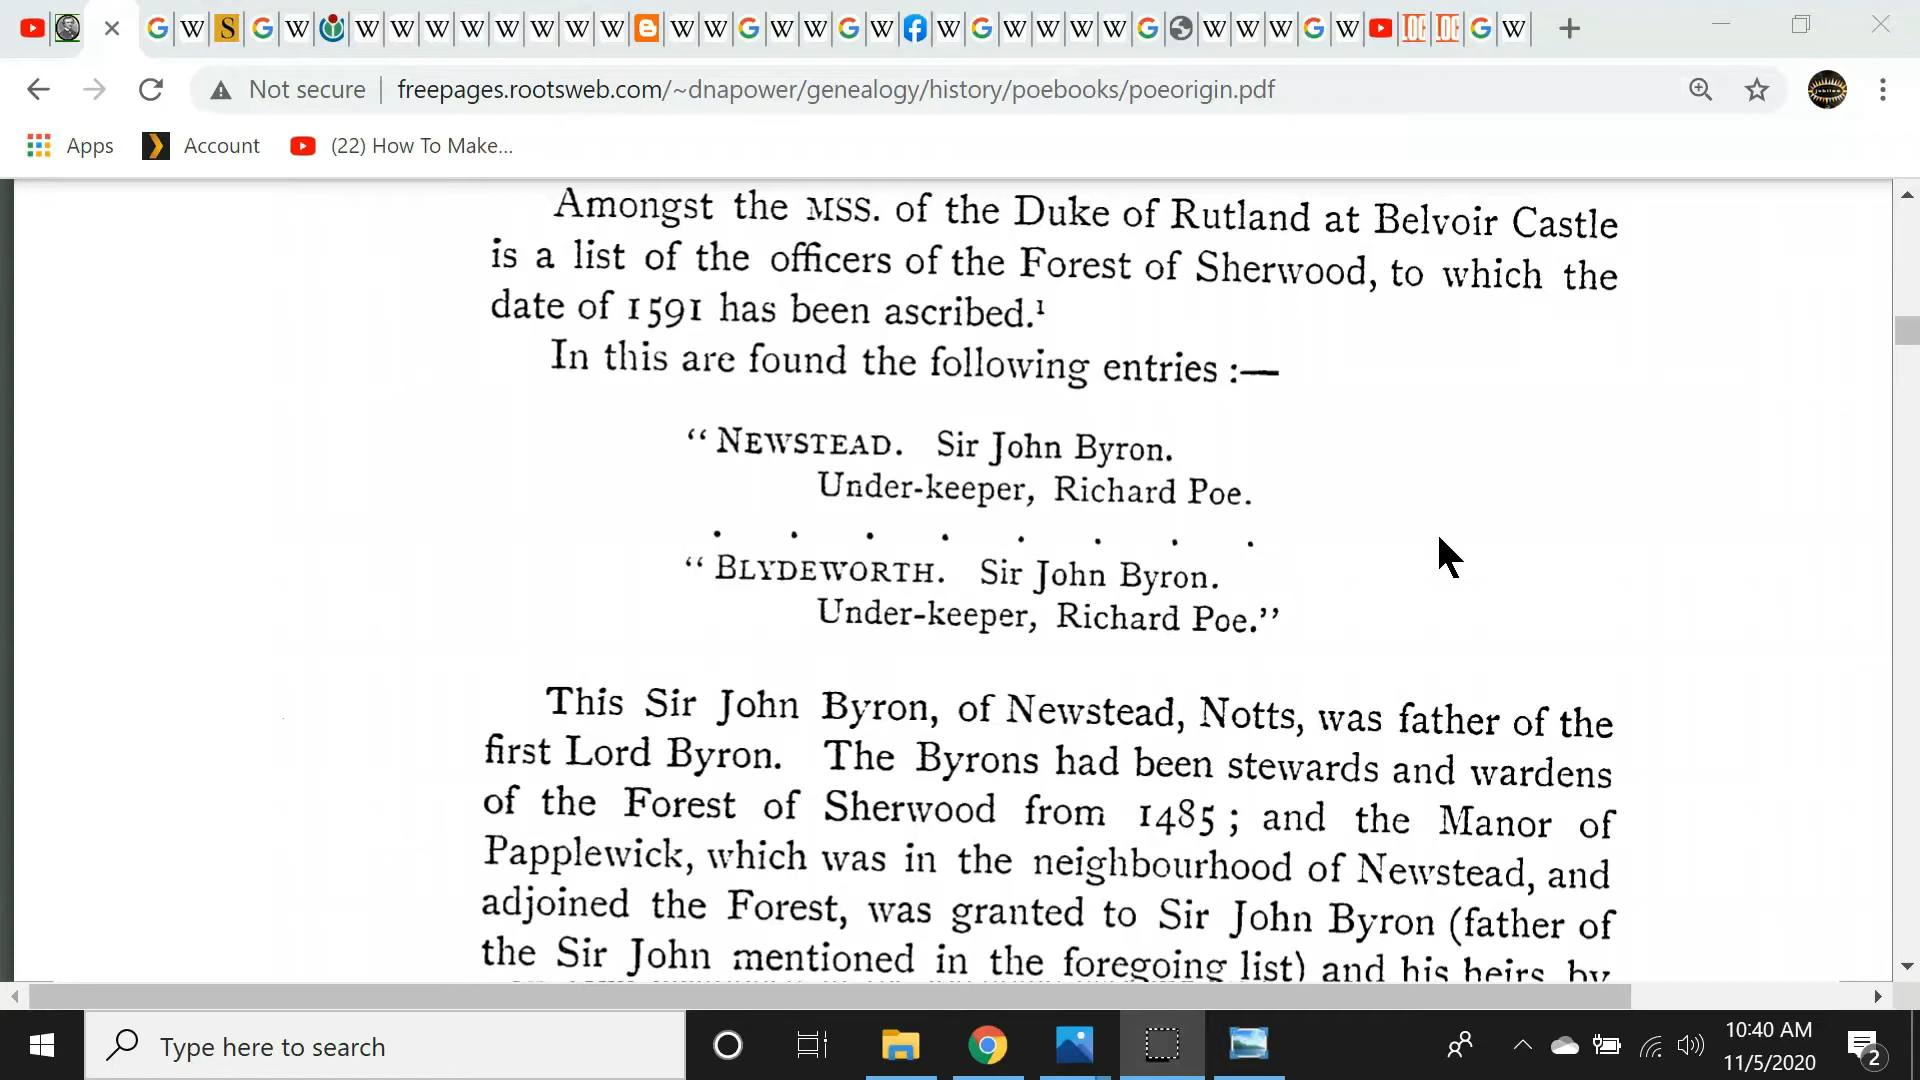 Not secure | freepages.rootsweb.com/~dnapower/genealogy/history/poebooks/poeorigin.pdf
Apps Account (22) How To Make...
Amongst the MSS. of the Duke of Rutland at Belvoir Castle
is a list of the officers of the Forest of Sherwood, to which the
date of 1591 has been ascribed.¹
In this are found the following entries :—
“ NEWSTEAD. Sir John Byron.
Under-keeper, Richard Poe.
. . . . . . . .
“ BLYDEWORTH. Sir John Byron.
Under-keeper, Richard Poe.”
This Sir John Byron, of Newstead, Notts, was father of the
first Lord Byron. The Byrons had been stewards and wardens
of the Forest of Sherwood from 1485 ; and the Manor of
Papplewick, which was in the neighbourhood of Newstead, and
adjoined the Forest, was granted to Sir John Byron (father of
the Sir John mentioned in the foregoing list) and his heirs, by
Type here to search
10:40 AM
11/5/2020
2